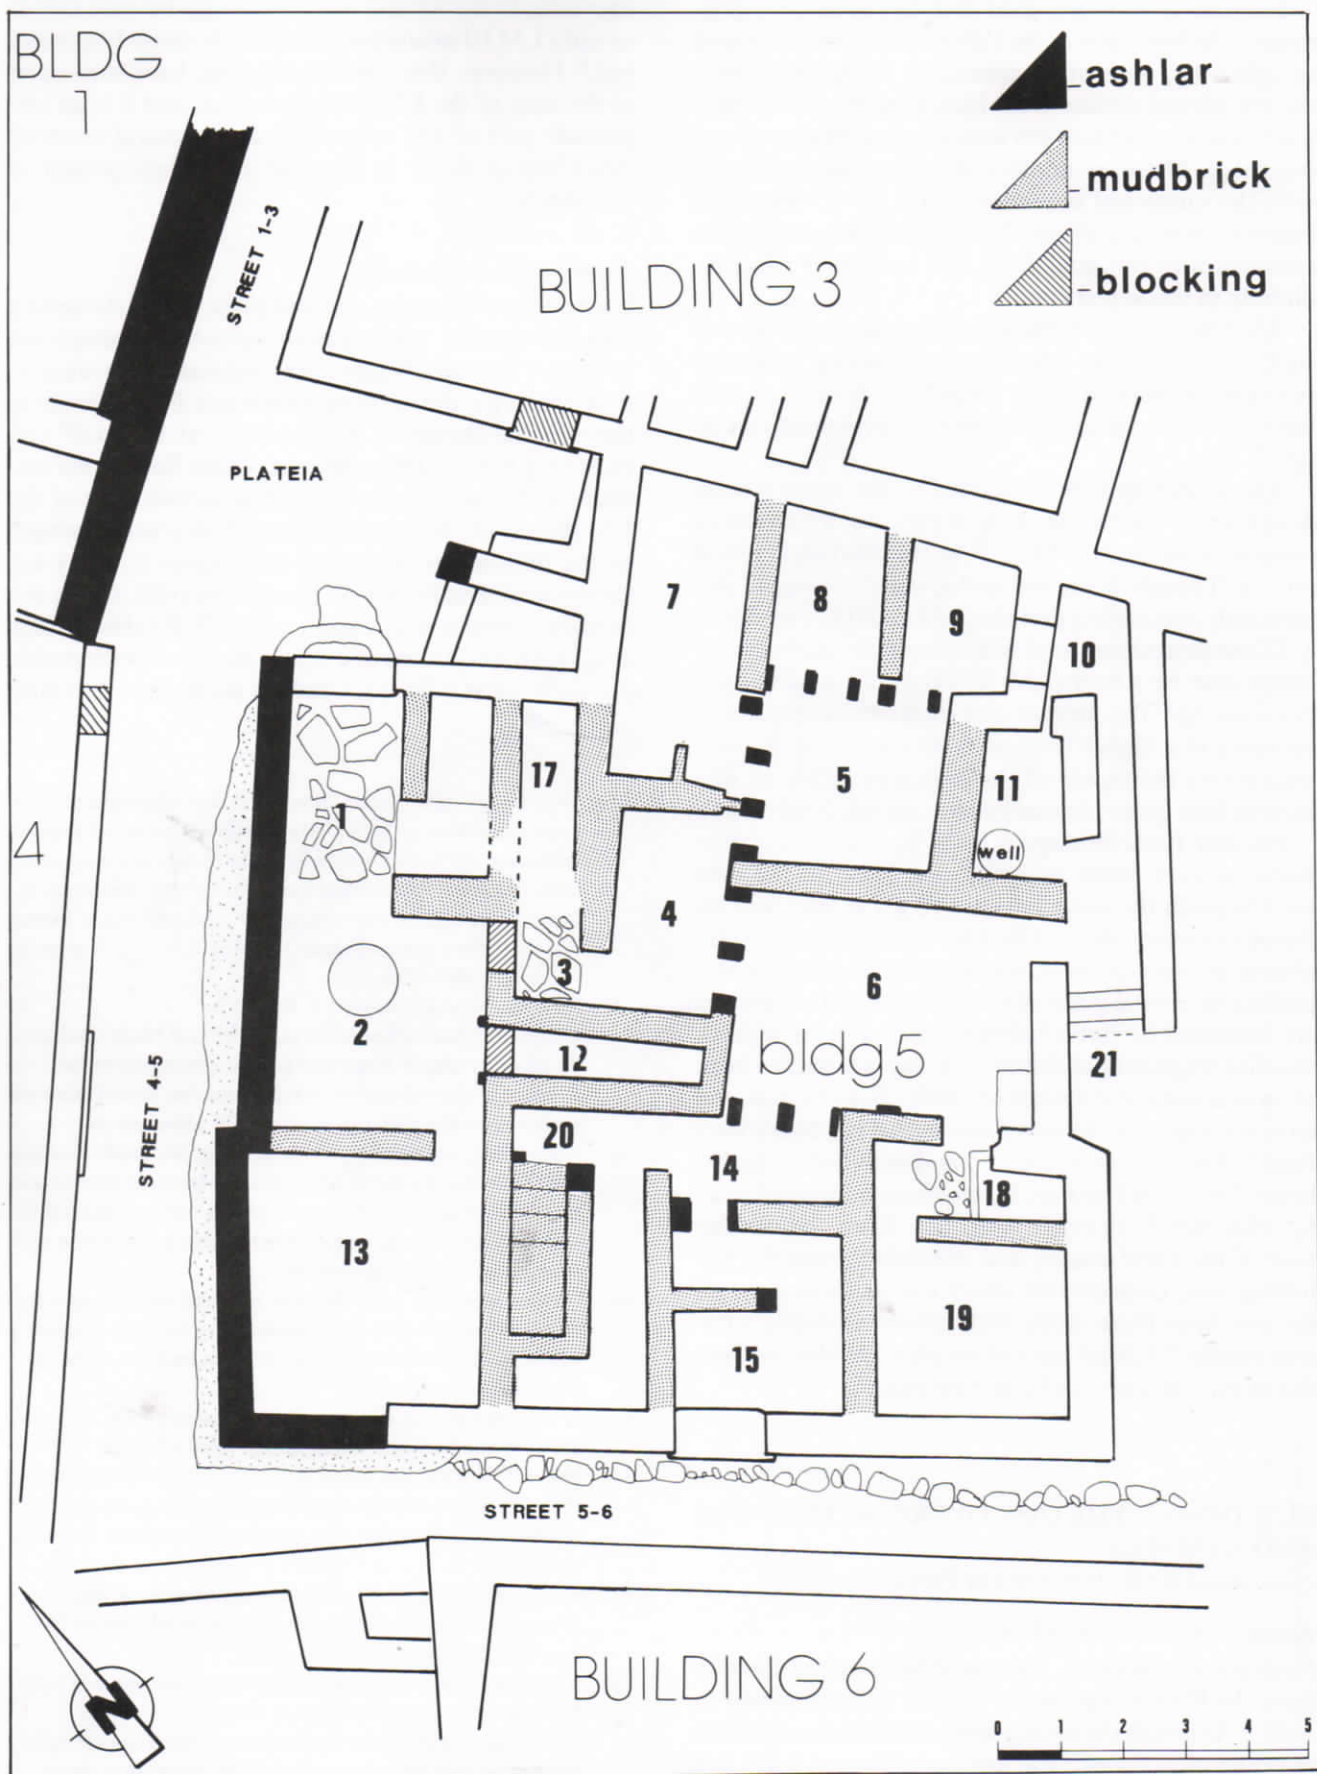 BLDG
1
ashlar
mudbrick
blocking
STREET 1-3
BUILDING 3
PLATEIA
7
8
9
10
17
5
11
1
well
4
4
3
6
2
12
bldg 5
21
20
14
18
STREET 4-5
13
19
15
STREET 5-6
BUILDING 6
N
0 1 2 3 4 5